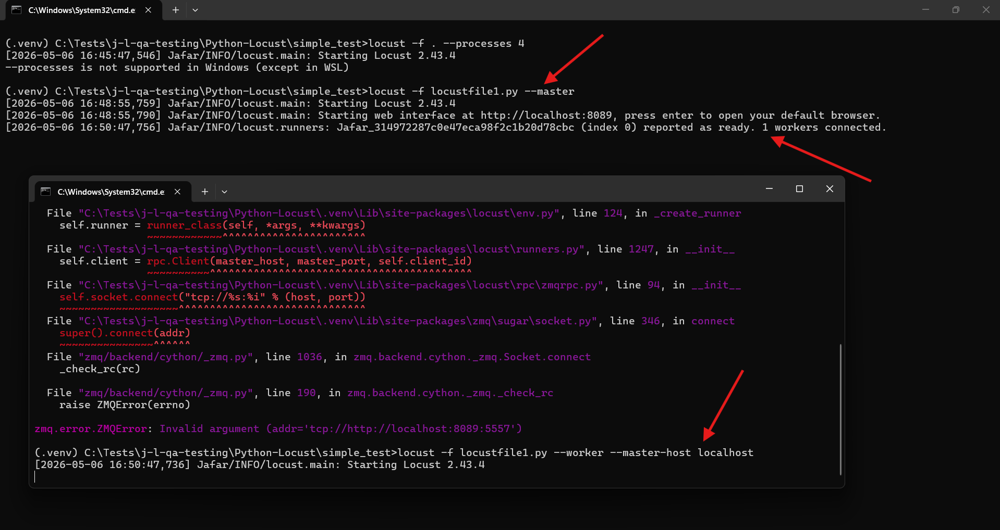 C:\Windows\System32\cmd.e
(.venv) C:\Tests\j-l-qa-testing\Python-Locust\simple_test>locust -f . --processes 4
[2026-05-06 16:45:47,546] Jafar/INFO/locust.main: Starting Locust 2.43.4
--processes is not supported in Windows (except in WSL)
(.venv) C:\Tests\j-l-qa-testing\Python-Locust\simple_test>locust -f locustfile1.py --master
[2026-05-06 16:48:55,759] Jafar/INFO/locust.main: Starting Locust 2.43.4
[2026-05-06 16:48:55,790] Jafar/INFO/locust.main: Starting web interface at http://localhost:8089, press enter to open your default browser.
[2026-05-06 16:50:47,756] Jafar/INFO/locust.runners: Jafar_314972287c0e47eca98f2c1b20d78cbc (index 0) reported as ready. 1 workers connected.
C:\Windows\System32\cmd.e
File "C:\Tests\j-l-qa-testing\Python-Locust\.venv\Lib\site-packages\locust\env.py", line 124, in _create_runner
self.runner = runner_class(self, *args, **kwargs)
~~~~~~~~~~~~^^^^^^^^^^^^^^^^^^^^^^^
File "C:\Tests\j-l-qa-testing\Python-Locust\.venv\Lib\site-packages\locust\runners.py", line 1247, in __init__
self.client = rpc.Client(master_host, master_port, self.client_id)
~~~~~~~~~~^^^^^^^^^^^^^^^^^^^^^^^^^^^^^^^^^^^^^^^^^^
File "C:\Tests\j-l-qa-testing\Python-Locust\.venv\Lib\site-packages\locust\rpc\zmqrpc.py", line 94, in __init__
self.socket.connect("tcp://%s:%i" % (host, port))
~~~~~~~~~~~~~~~~~~~^^^^^^^^^^^^^^^^^^^^^^^^^^^^^^
File "C:\Tests\j-l-qa-testing\Python-Locust\.venv\Lib\site-packages\zmq\sugar\socket.py", line 346, in connect
super().connect(addr)
~~~~~~~~~~~~~~~^^^^^^
File "zmq/backend/cython/_zmq.py", line 1036, in zmq.backend.cython._zmq.Socket.connect
_check_rc(rc)
File "zmq/backend/cython/_zmq.py", line 190, in zmq.backend.cython._zmq._check_rc
raise ZMQError(errno)
zmq.error.ZMQError: Invalid argument (addr='tcp://http://localhost:8089:5557')
(.venv) C:\Tests\j-l-qa-testing\Python-Locust\simple_test>locust -f locustfile1.py --worker --master-host localhost
[2026-05-06 16:50:47,736] Jafar/INFO/locust.main: Starting Locust 2.43.4